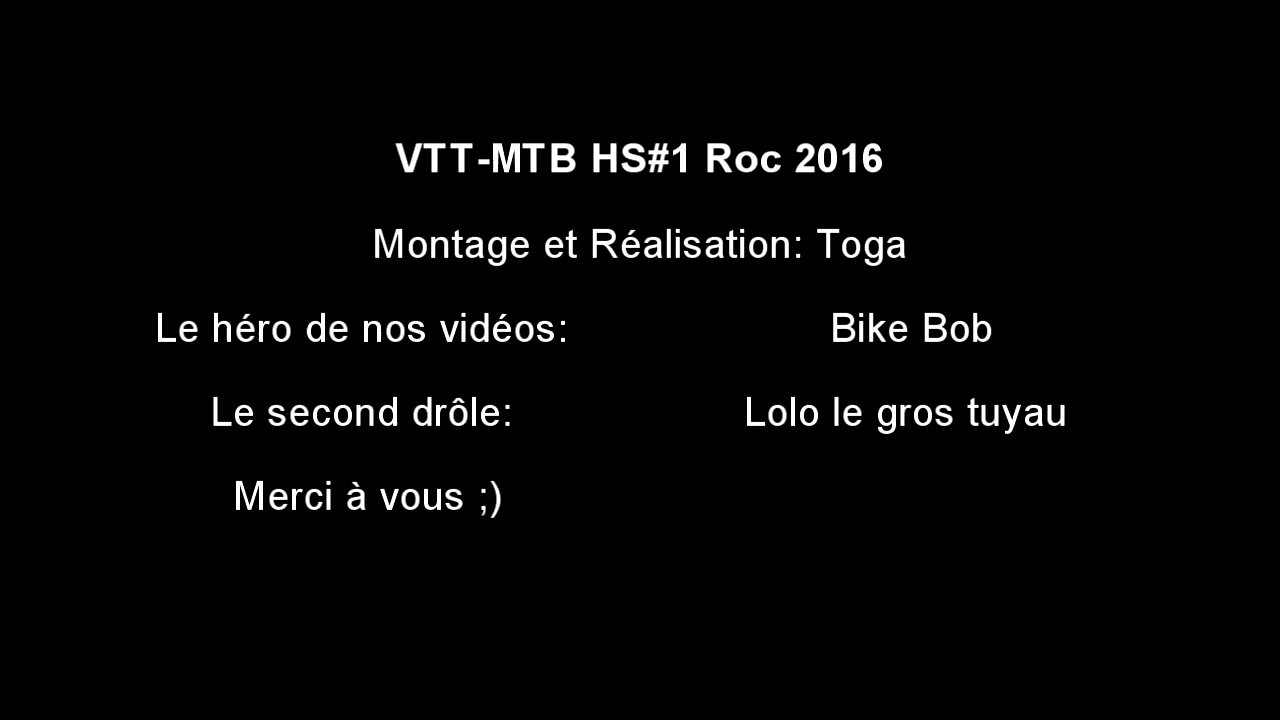 VTT-MTB HS#1 Roc 2016
Montage et Réalisation: Toga
Le héro de nos vidéos: Bike Bob
Le second drôle: Lolo le gros tuyau
Merci à vous ;)